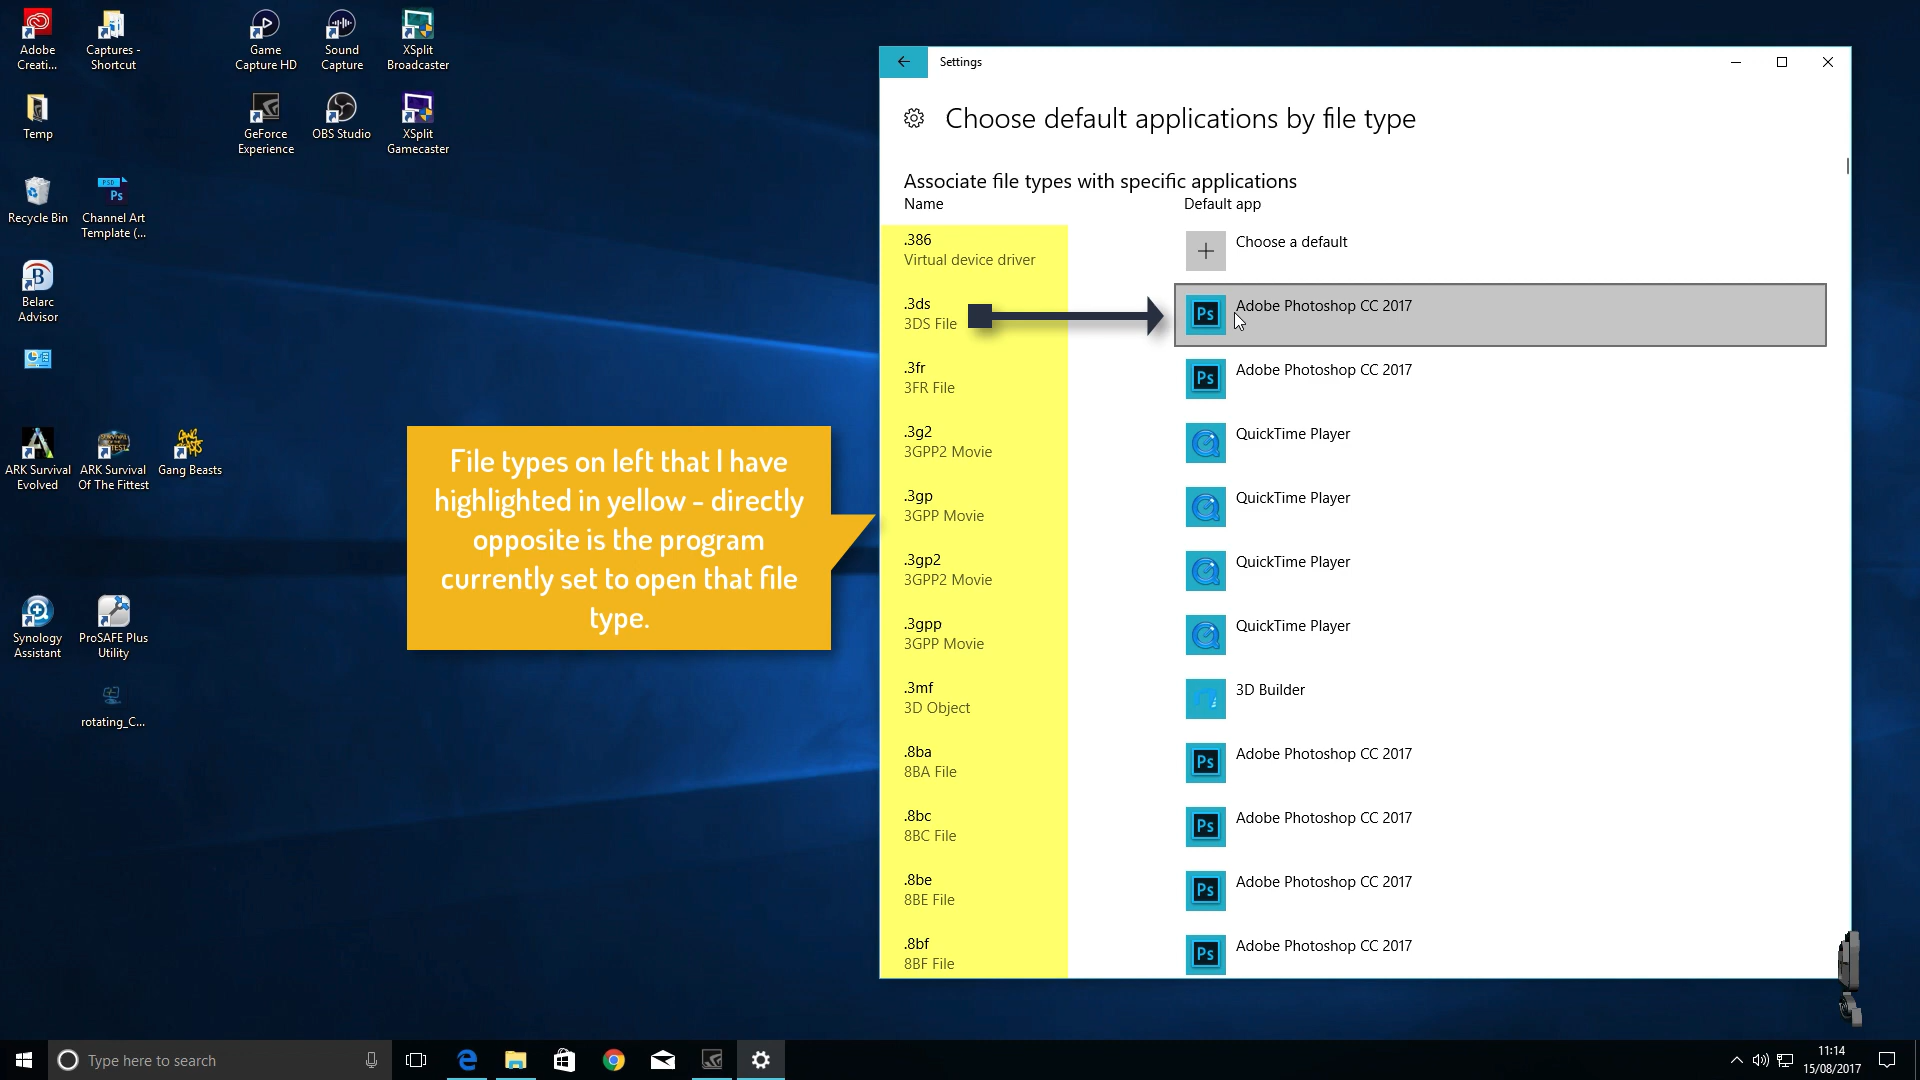 Adobe
Creati...
Captures -
Shortcut
Game
Capture HD
Sound
Capture
XSplit
Broadcaster
Temp
GeForce
Experience
OBS Studio
XSplit
Gamecaster
Recycle Bin
PSD
Ps
Channel Art
Template (...
B
Belarc
Advisor
ARK Survival
Evolved
ARK Survival
Of The Fittest
Gang Beasts
Synology
Assistant
ProSAFE Plus
Utility
rotating_C...
File types on left that I have
highlighted in yellow - directly
opposite is the program
currently set to open that file
type.
Settings
Choose default applications by file type
Associate file types with specific applications
Name
Default app
.386
Virtual device driver
Choose a default
.3ds
3DS File
Ps
Adobe Photoshop CC 2017
.3fr
3FR File
Ps
Adobe Photoshop CC 2017
.3g2
3GPP2 Movie
QuickTime Player
.3gp
3GPP Movie
QuickTime Player
.3gp2
3GPP2 Movie
QuickTime Player
.3gpp
3GPP Movie
QuickTime Player
.3mf
3D Object
3D Builder
.8ba
8BA File
Ps
Adobe Photoshop CC 2017
.8bc
8BC File
Ps
Adobe Photoshop CC 2017
.8be
8BE File
Ps
Adobe Photoshop CC 2017
.8bf
8BF File
Ps
Adobe Photoshop CC 2017
Type here to search
11:14
15/08/2017